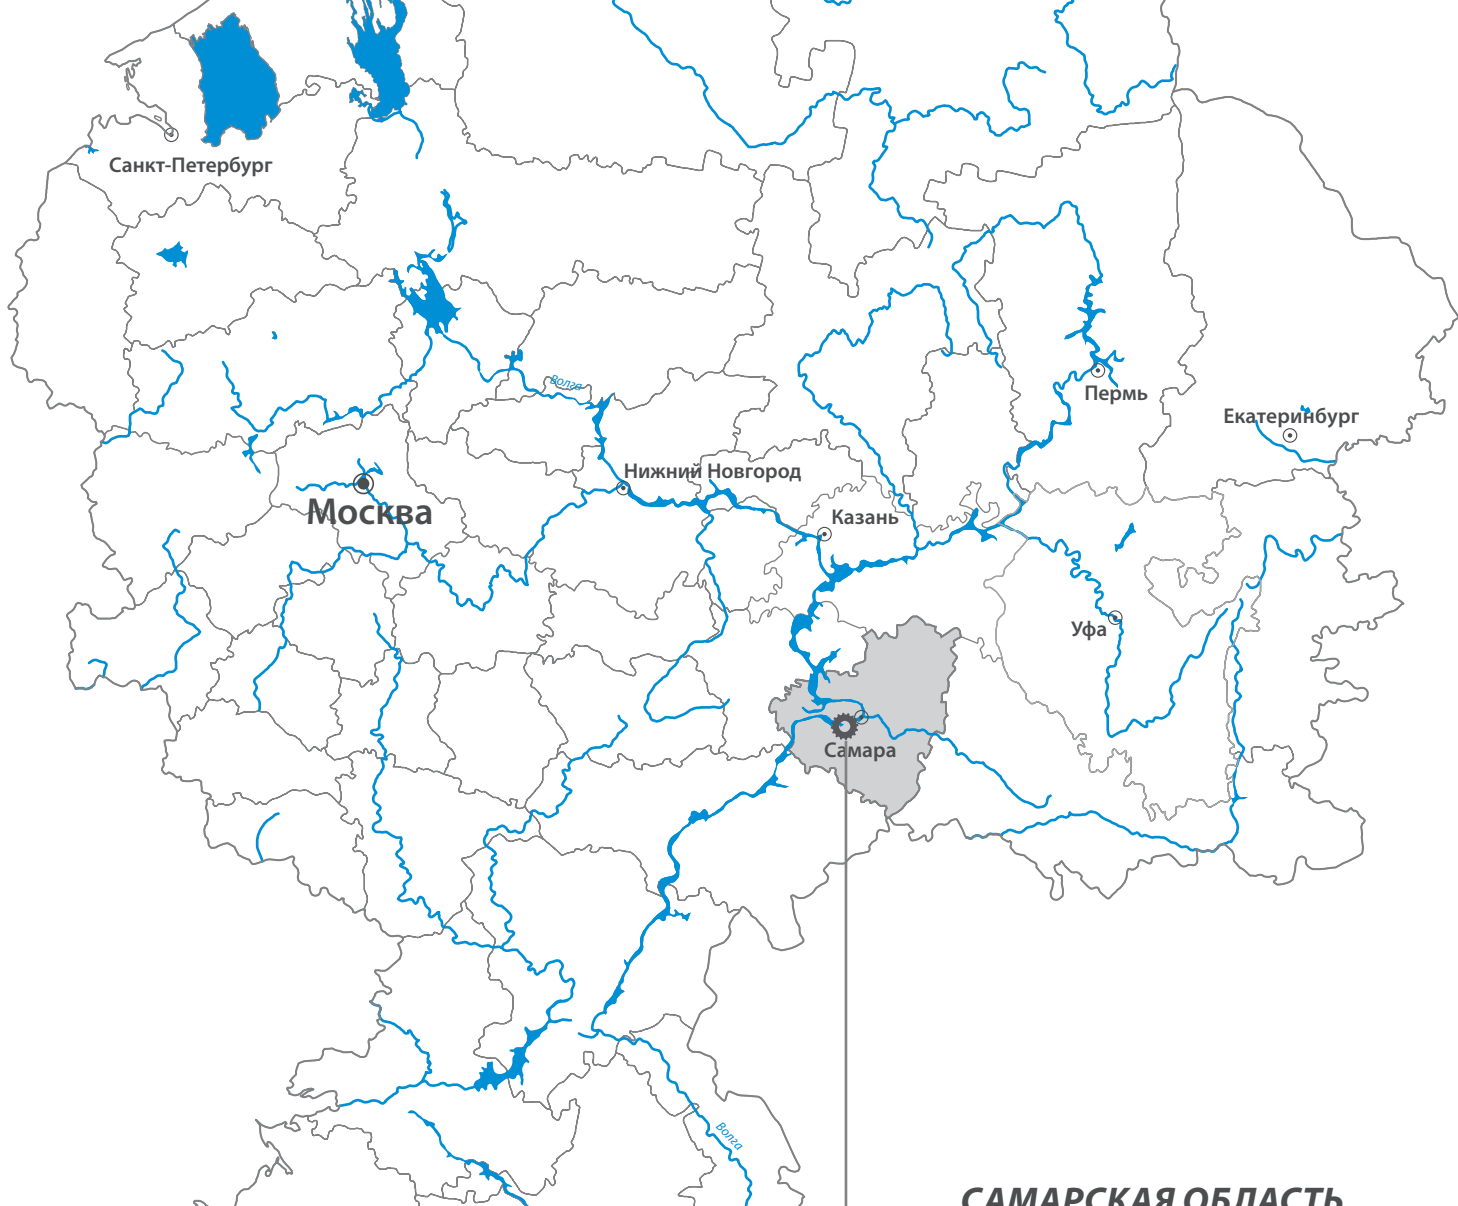 Санкт-Петербург
Волга
Пермь
Екатеринбург
Нижний Новгород
Москва
Казань
Уфа
Самара
Волга
САМАРСКАЯ ОБЛАСТЬ